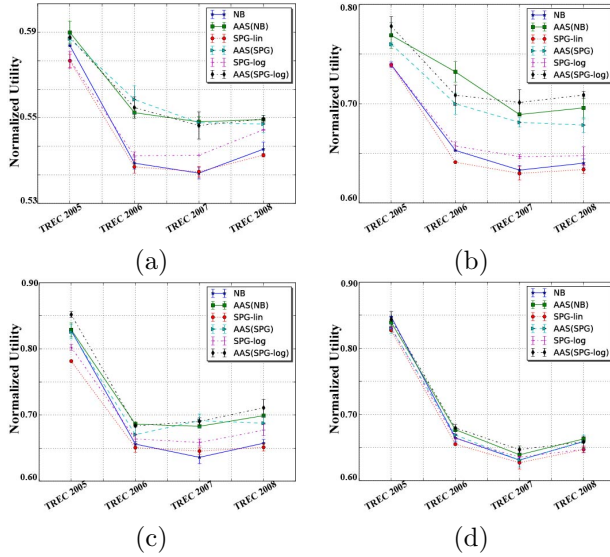 0.59
0.55
0.53
Normalized Utility
NB
AAS(NB)
SPG-lin
AAS(SPG)
SPG-log
AAS(SPG-log)
TREC 2005
TREC 2006
TREC 2007
TREC 2008
(a)
0.80
0.70
0.60
Normalized Utility
NB
AAS(NB)
SPG-lin
AAS(SPG)
SPG-log
AAS(SPG-log)
TREC 2005
TREC 2006
TREC 2007
TREC 2008
(b)
0.90
0.80
0.70
0.60
Normalized Utility
NB
AAS(NB)
SPG-lin
AAS(SPG)
SPG-log
AAS(SPG-log)
TREC 2005
TREC 2006
TREC 2007
TREC 2008
(c)
0.90
0.80
0.70
0.60
Normalized Utility
NB
AAS(NB)
SPG-lin
AAS(SPG)
SPG-log
AAS(SPG-log)
TREC 2005
TREC 2006
TREC 2007
TREC 2008
(d)